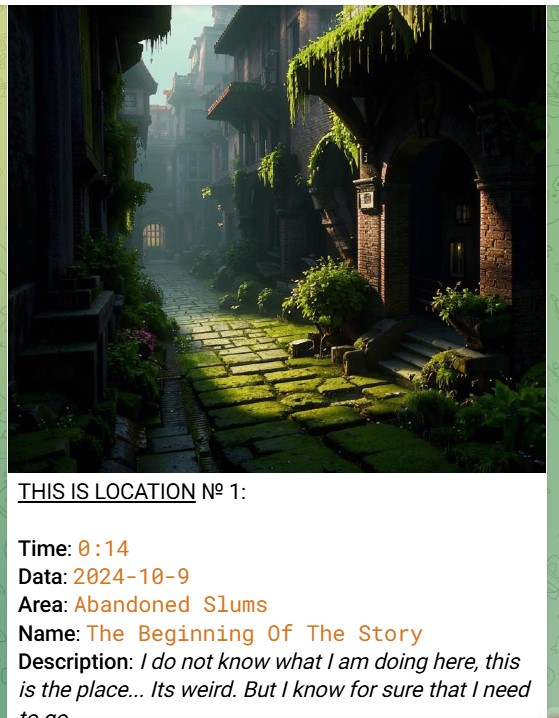 THIS IS LOCATION № 1:
Time: 0:14
Data: 2024-10-9
Area: Abandoned Slums
Name: The Beginning Of The Story
Description: I do not know what I am doing here, this
is the place... Its weird. But I know for sure that I need
to go